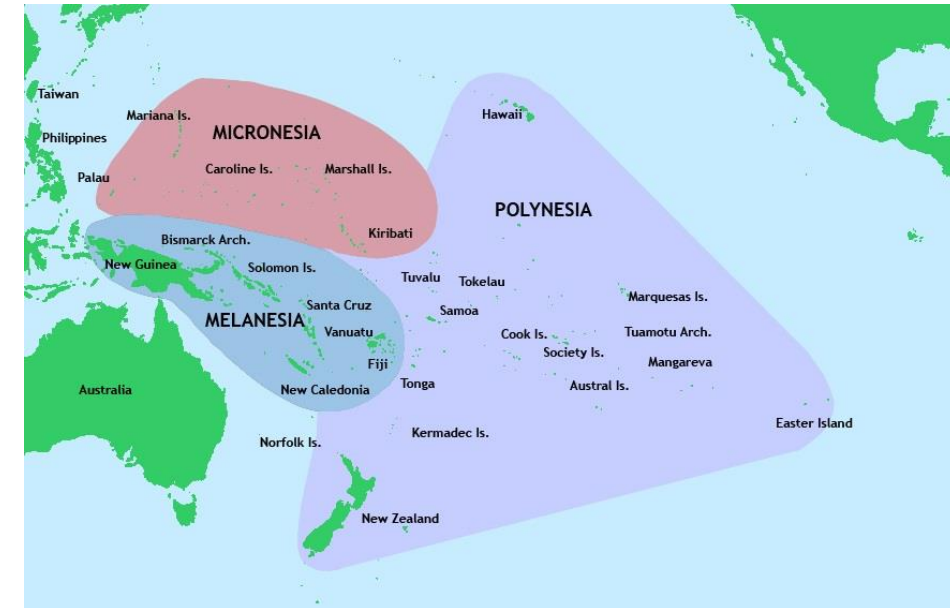 Taiwan
Mariana Is.
Hawaii
MICRONESIA
Philippines
Caroline Is.
Marshall Is.
Palau
POLYNESIA
Kiribati
Bismarck Arch.
New Guinea
Solomon Is.
Tuvalu
Tokelau
Marquesas Is.
Santa Cruz
Samoa
MELANESIA
Vanuatu
Cook Is.
Tuamotu Arch.
Society Is.
Fiji
Mangareva
Australia
New Caledonia
Tonga
Austral Is.
Easter Island
Kermadec Is.
Norfolk Is.
New Zealand